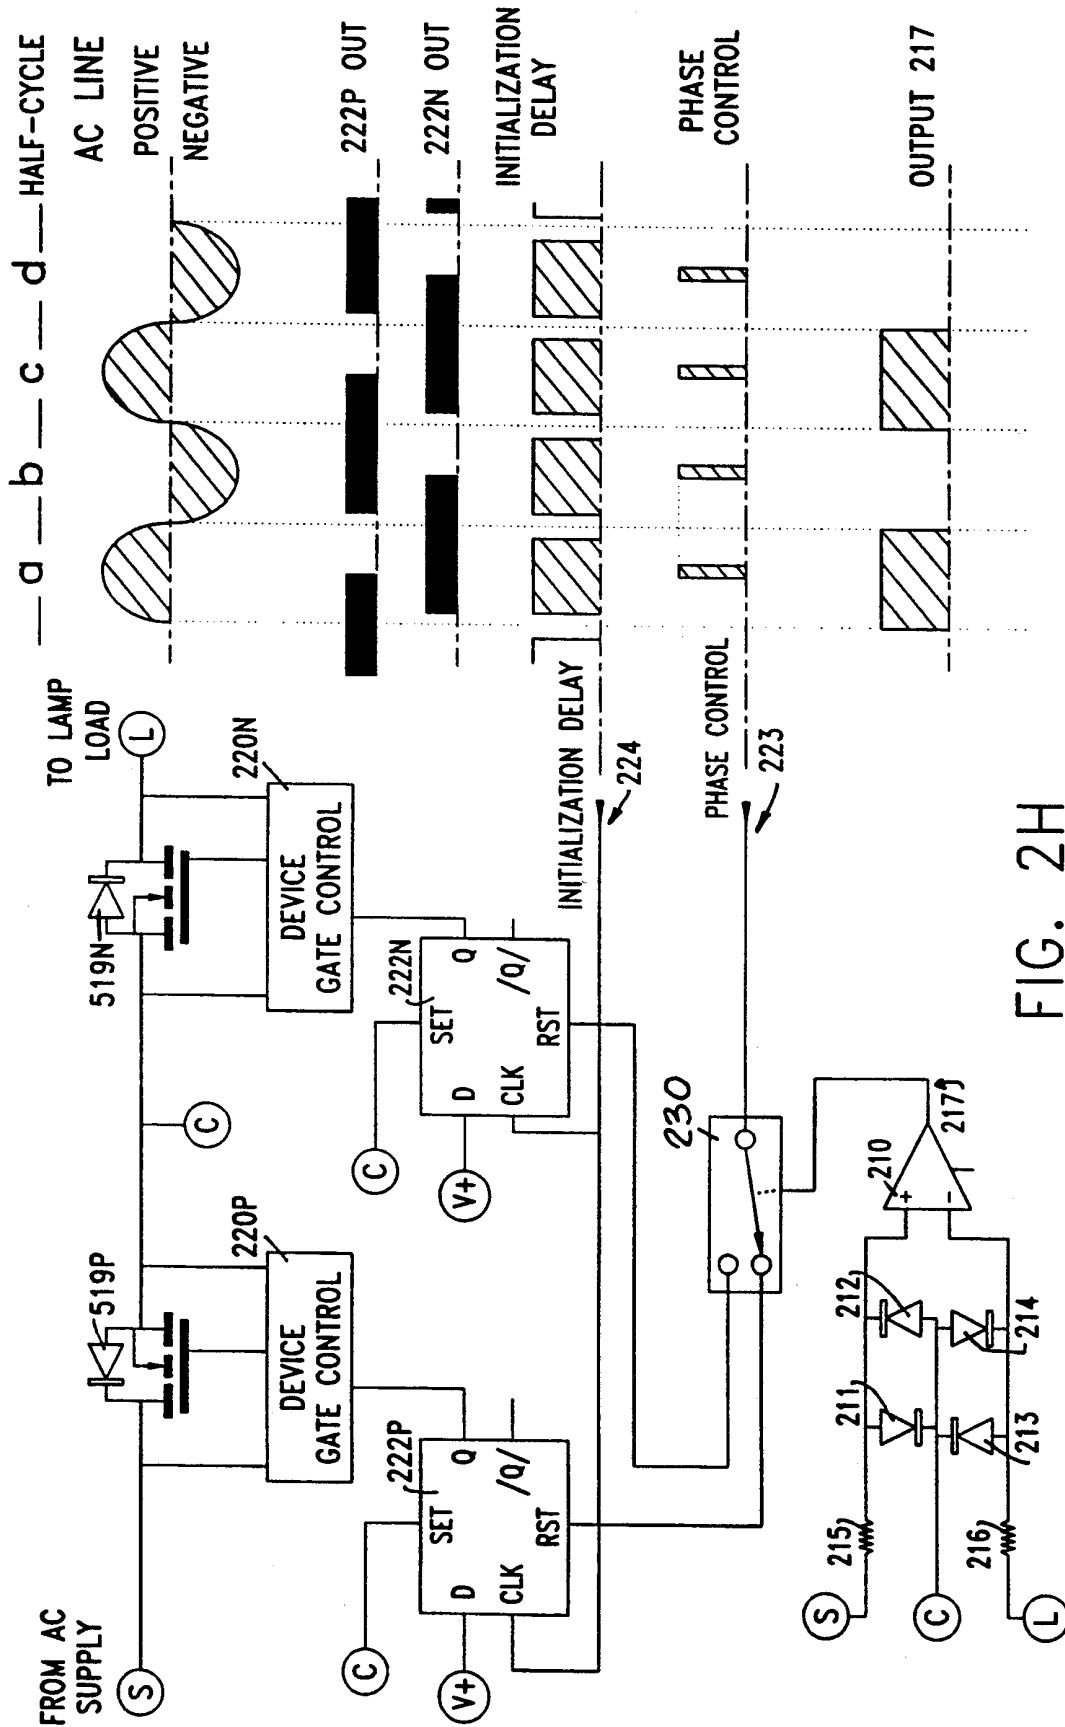 FROM AC
SUPPLY
S
519P
C
519N
TO LAMP
LOAD
L
DEVICE
GATE CONTROL
220P
DEVICE
GATE CONTROL
220N
C
SET
222P
D
Q
V+
CLK
/Q/
RST
C
SET
222N
D
Q
V+
CLK
/Q/
RST
INITIALIZATION DELAY
224
PHASE CONTROL
223
230
S
215
211
212
210
+
-
217
C
216
213
214
L
a b c d HALF-CYCLE
AC LINE
POSITIVE
NEGATIVE
222P OUT
222N OUT
INITIALIZATION
DELAY
PHASE
CONTROL
OUTPUT 217
FIG. 2H